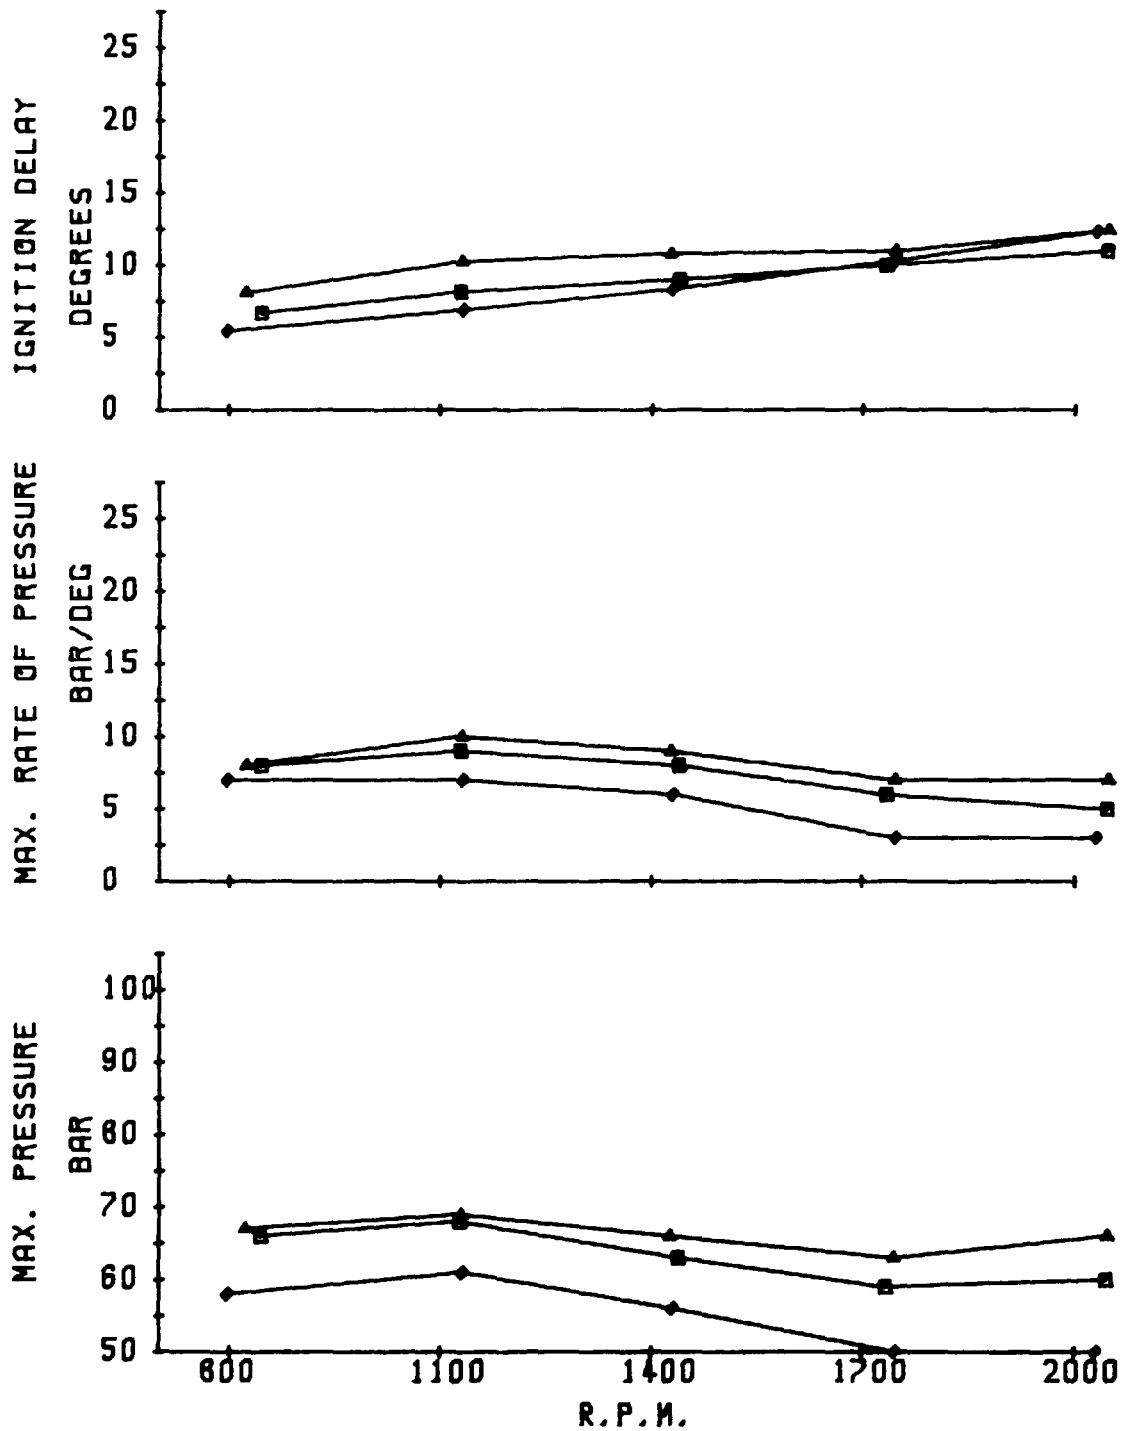 IGNITION DELAY
DEGREES
25
20
15
10
5
0
MAX. RATE OF PRESSURE
BAR/DEG
25
20
15
10
5
0
MAX. PRESSURE
BAR
100
90
80
70
60
50
800 1100 1400 1700 2000
R.P.M.